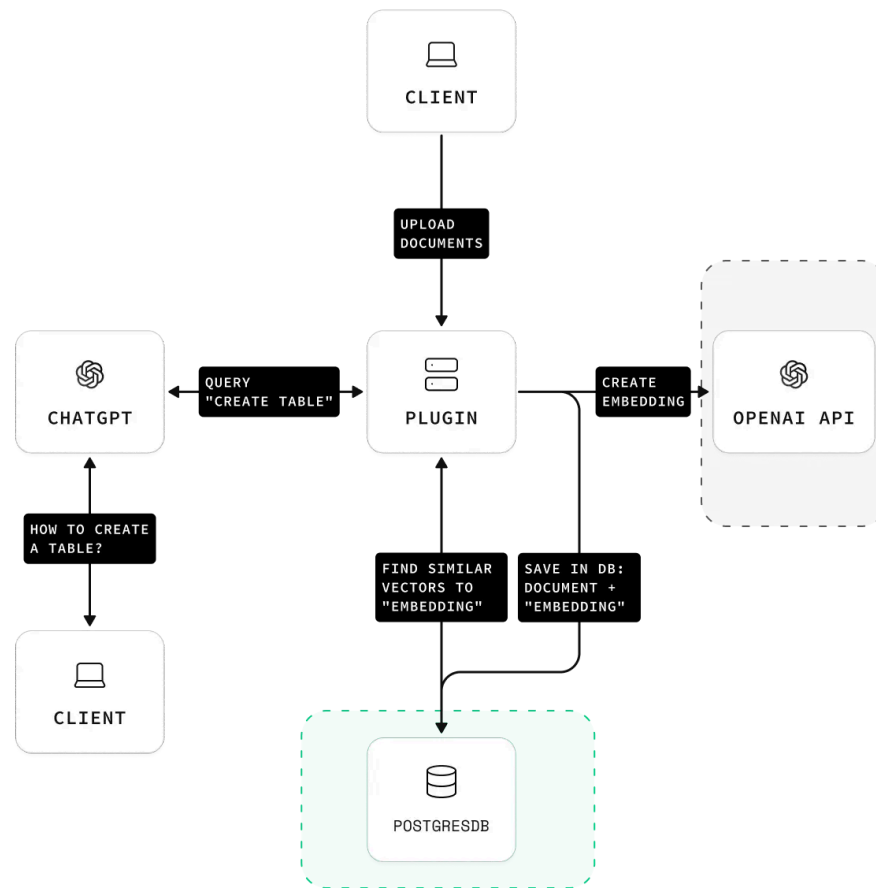 CLIENT
UPLOAD
DOCUMENTS
CHATGPT
QUERY
"CREATE TABLE"
PLUGIN
CREATE
EMBEDDING
OPENAI API
HOW TO CREATE
A TABLE?
FIND SIMILAR
VECTORS TO
"EMBEDDING"
SAVE IN DB:
DOCUMENT +
"EMBEDDING"
CLIENT
POSTGRESDB